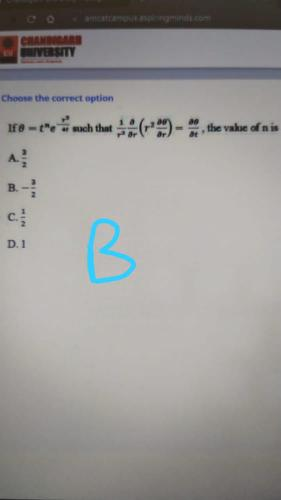 amcatcampus.aspiringminds.com
CHANDIGARH
UNIVERSITY
Choose the correct option
If θ = tⁿe^(-r²/4t) such that 1/r² ∂/∂r (r² ∂θ/∂r) = ∂θ/∂t, the value of n is
A. 3/2
B. -3/2
C. 1/2
D. 1
B